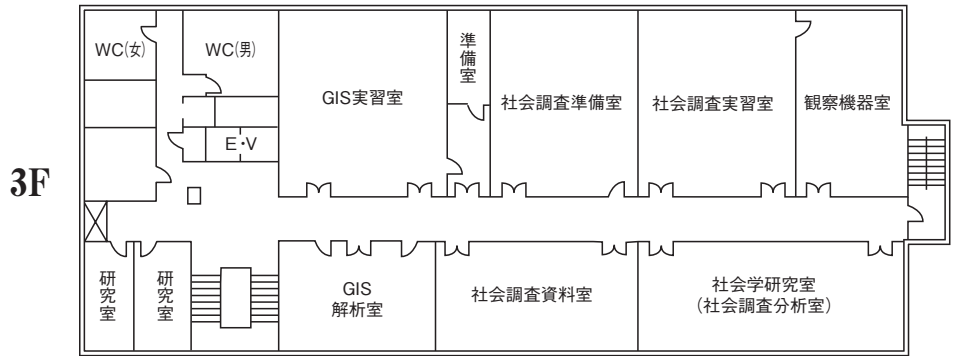 3F
WC(女)
WC(男)
GIS実習室
準備室
社会調査準備室
社会調査実習室
観察機器室
E・V
研究室
研究室
GIS
解析室
社会調査資料室
社会学研究室
(社会調査分析室)